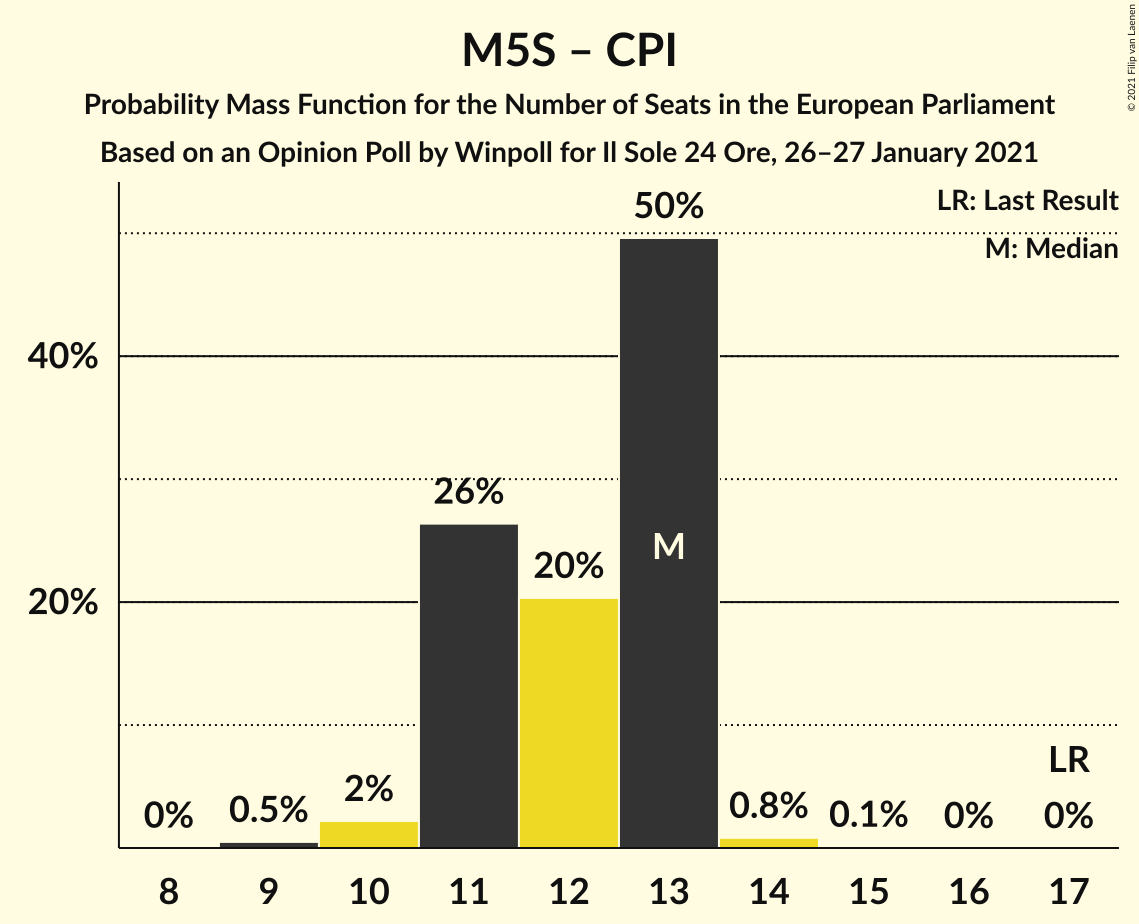 M5S – CPI
Probability Mass Function for the Number of Seats in the European Parliament
Based on an Opinion Poll by Winpoll for Il Sole 24 Ore, 26–27 January 2021
© 2021 Filip van Laenen
LR: Last Result
M: Median
50%
40%
26%
M
20%
20%
LR
0%
0.5%
2%
0.8%
0.1%
0%
0%
8
9
10
11
12
13
14
15
16
17